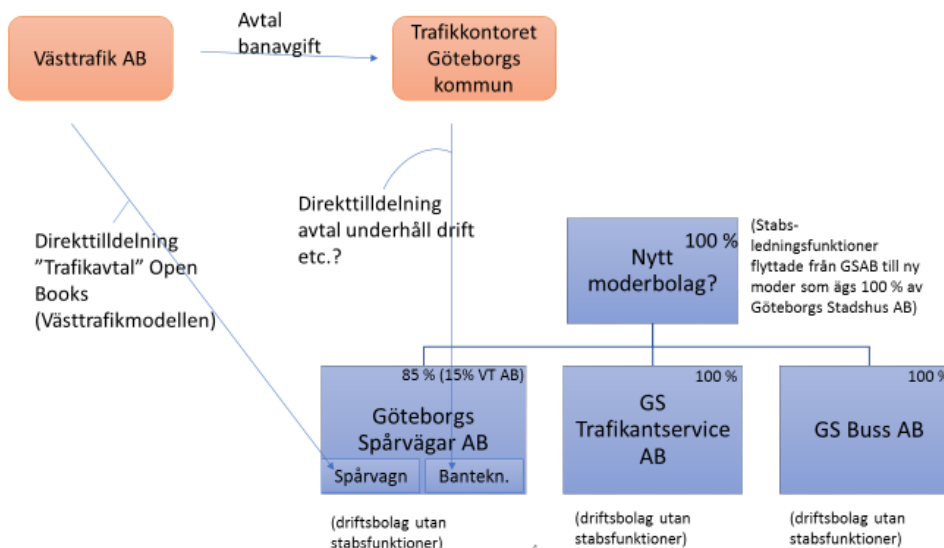 Västtrafik AB
Avtal
banavgift
Trafikkontoret
Göteborgs
kommun
Direkttilldelning
”Trafikavtal” Open
Books
(Västtrafikmodellen)
Direkttilldelning
avtal underhåll drift
etc.?
100 %
Nytt
moderbolag?
(Stabs-
ledningsfunktioner
flyttade från GSAB till ny
moder som ägs 100 % av
Göteborgs Stadshus AB)
85 % (15% VT AB)
Göteborgs
Spårvägar AB
Spårvagn
Bantekn.
(driftsbolag utan
stabsfunktioner)
100 %
GS
Trafikantservice
AB
(driftsbolag utan
stabsfunktioner)
100 %
GS Buss AB
(driftsbolag utan
stabsfunktioner)